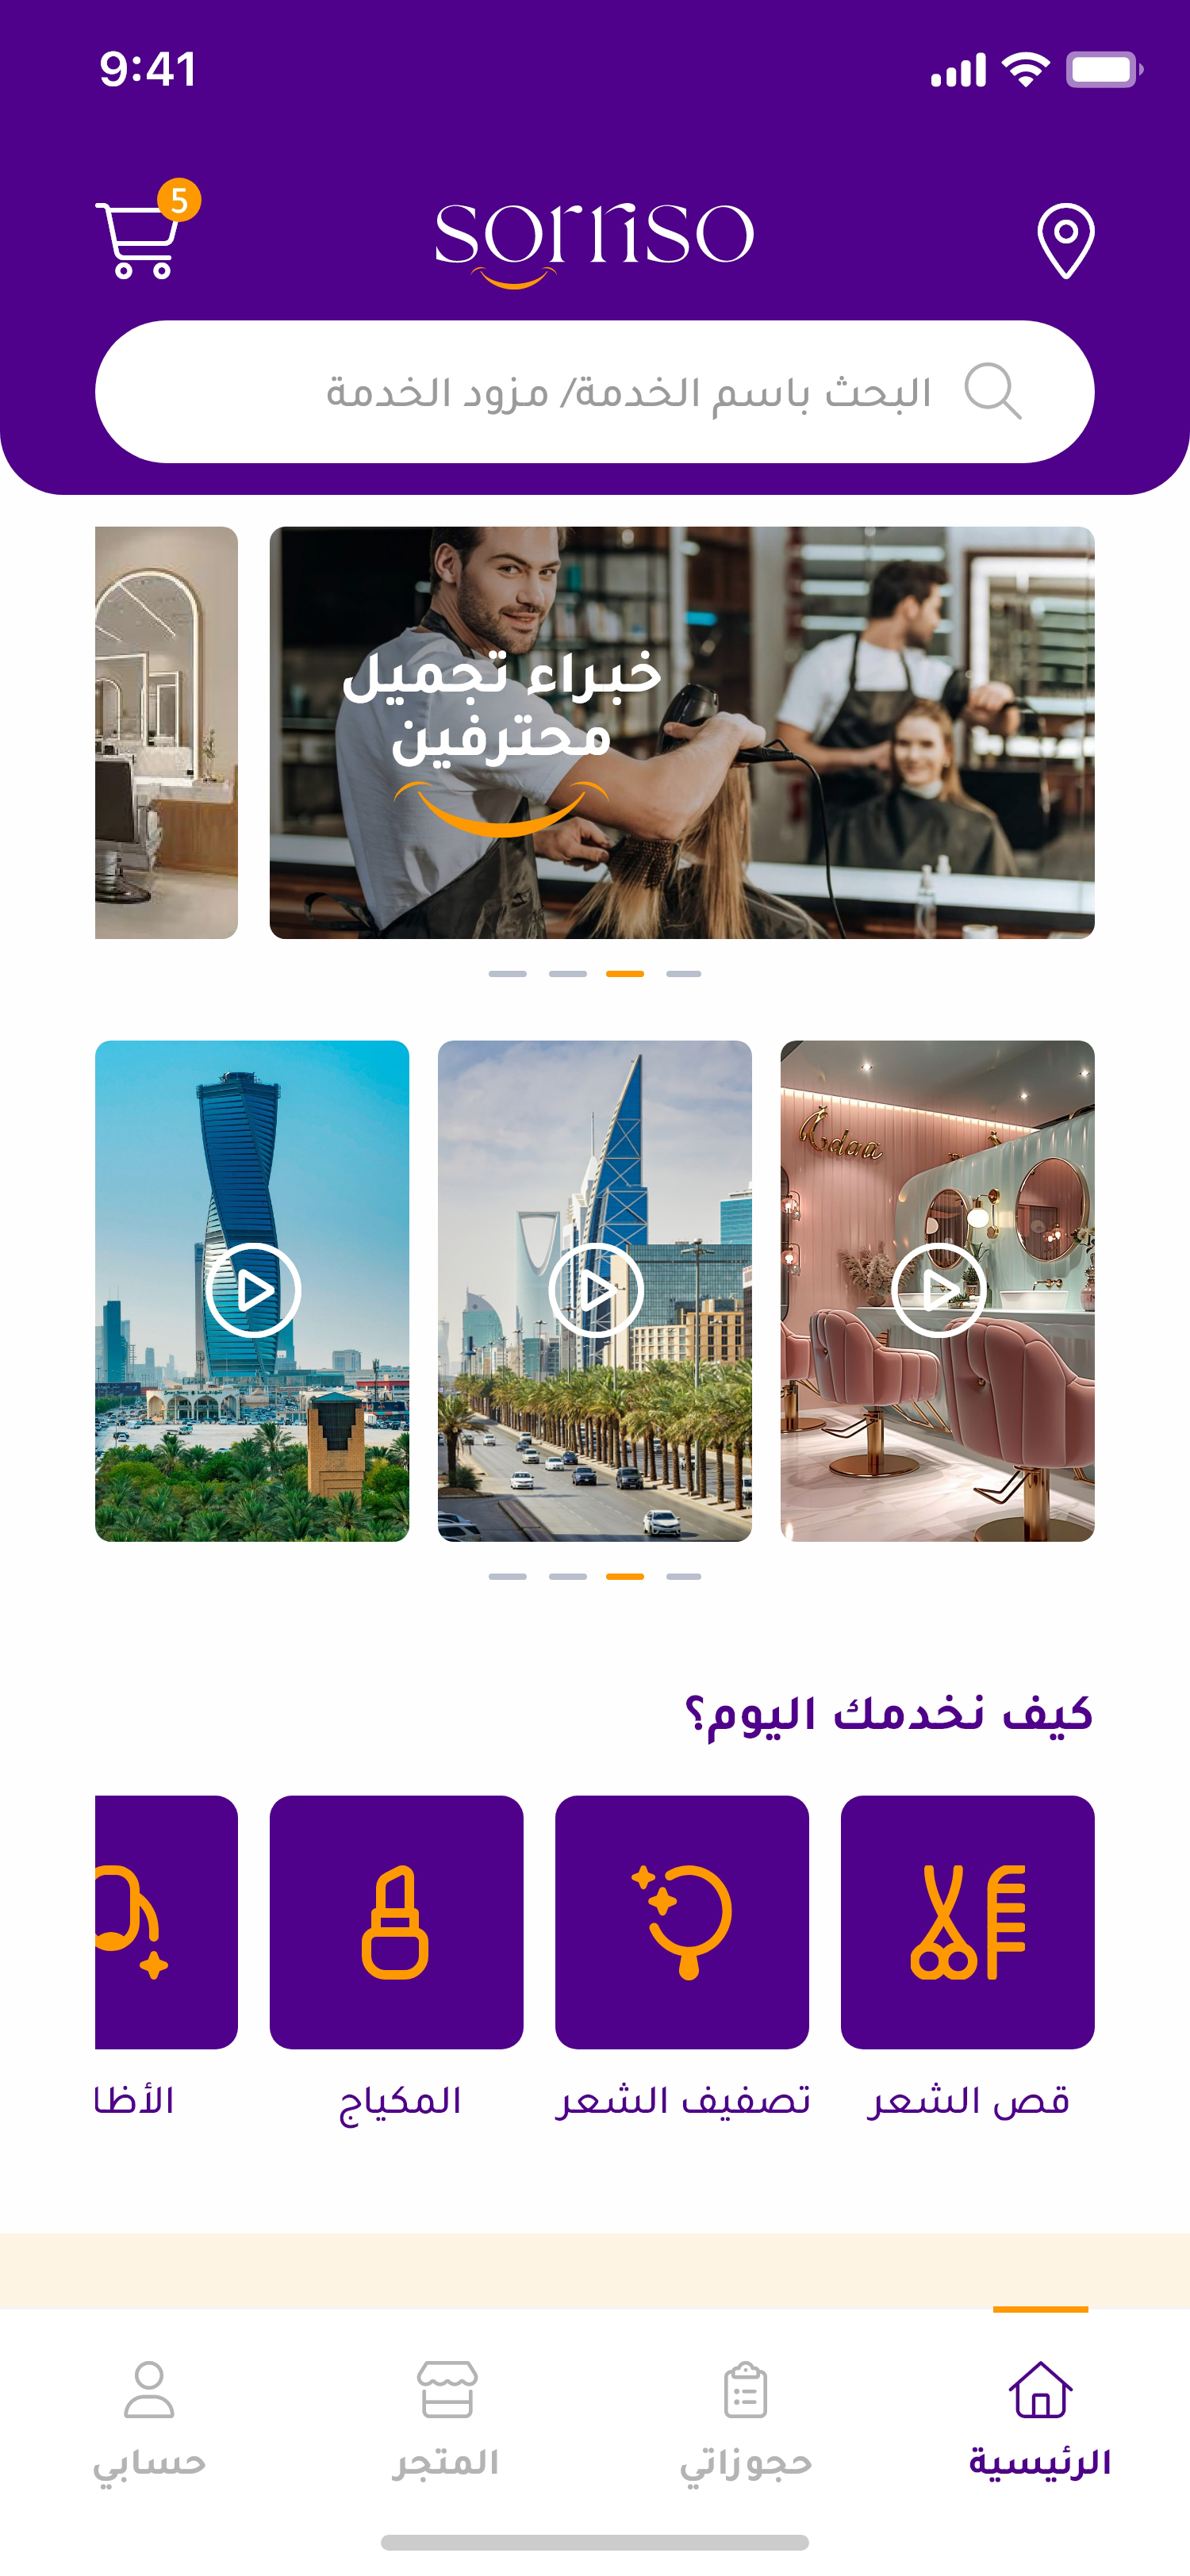 9:41
5
sorriso
البحث باسم الخدمة/ مزود الخدمة
خبراء تجميل
محترفين
كيف نخدمك اليوم؟
قص الشعر
تصفيف الشعر
المكياج
الأظا
الرئيسية
حجوزاتي
المتجر
حسابي